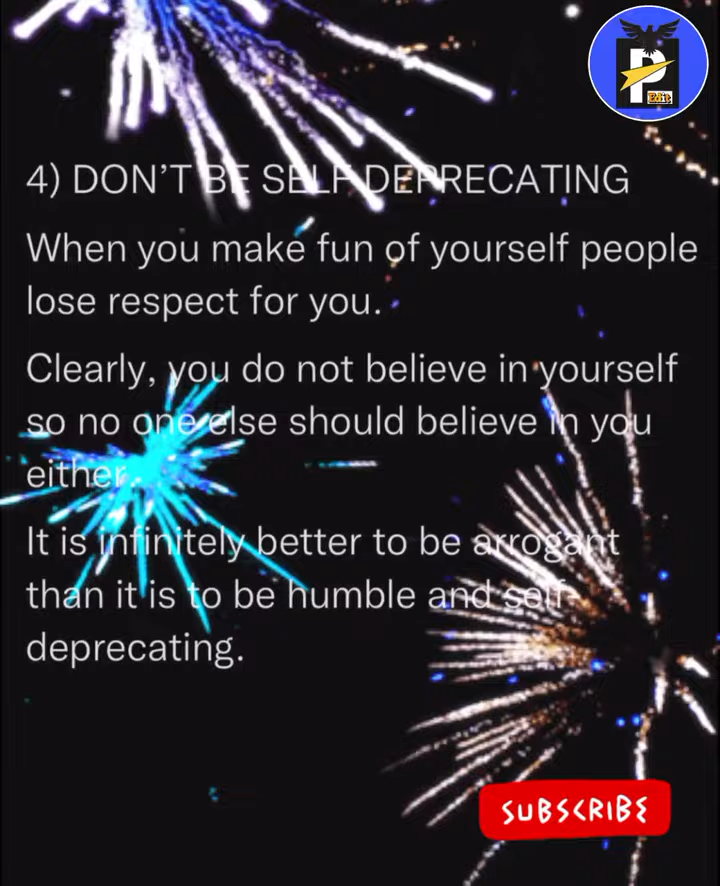 P
Edit
4) DON'T BE SELF-DEPRRECATING
When you make fun of yourself people
lose respect for you.
Clearly, you do not believe in yourself
so no one else should believe in you
either.
It is infinitely better to be arrogant
than it is to be humble and self-
deprecating.
SUBSCRIBE